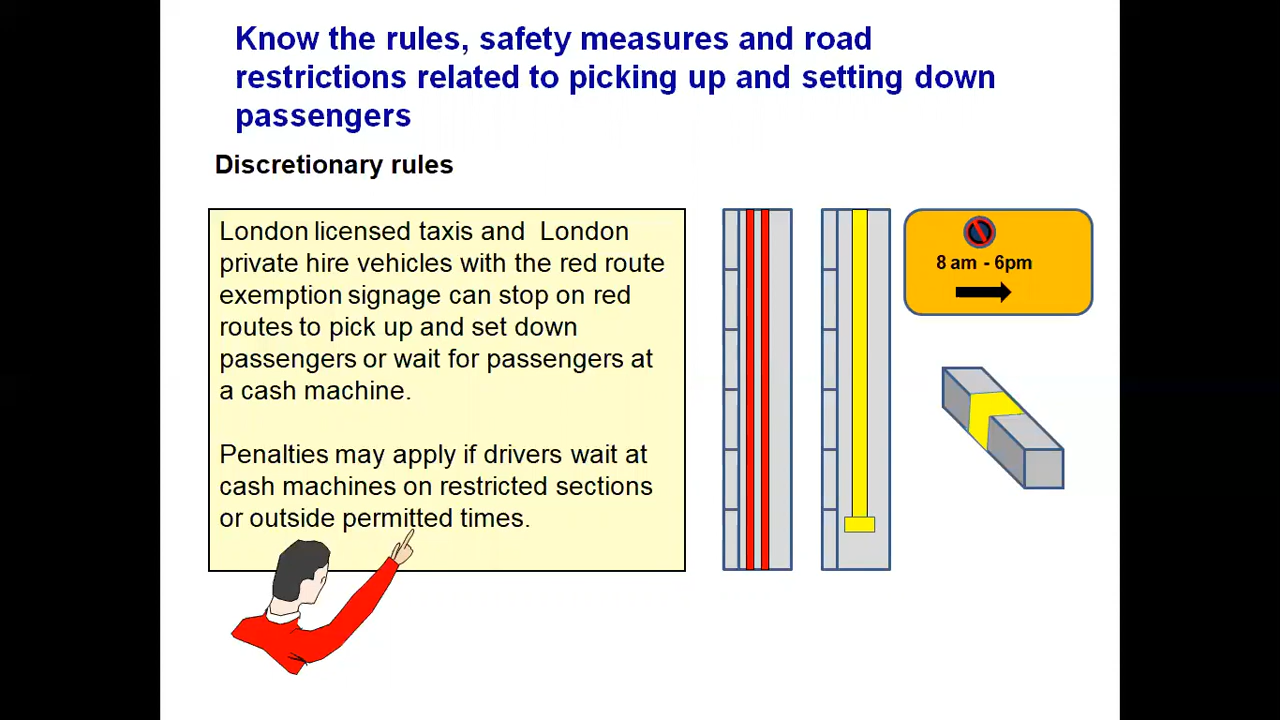 Know the rules, safety measures and road
restrictions related to picking up and setting down
passengers
Discretionary rules
London licensed taxis and London
private hire vehicles with the red route
exemption signage can stop on red
routes to pick up and set down
passengers or wait for passengers at
a cash machine.
Penalties may apply if drivers wait at
cash machines on restricted sections
or outside permitted times.
8 am - 6pm